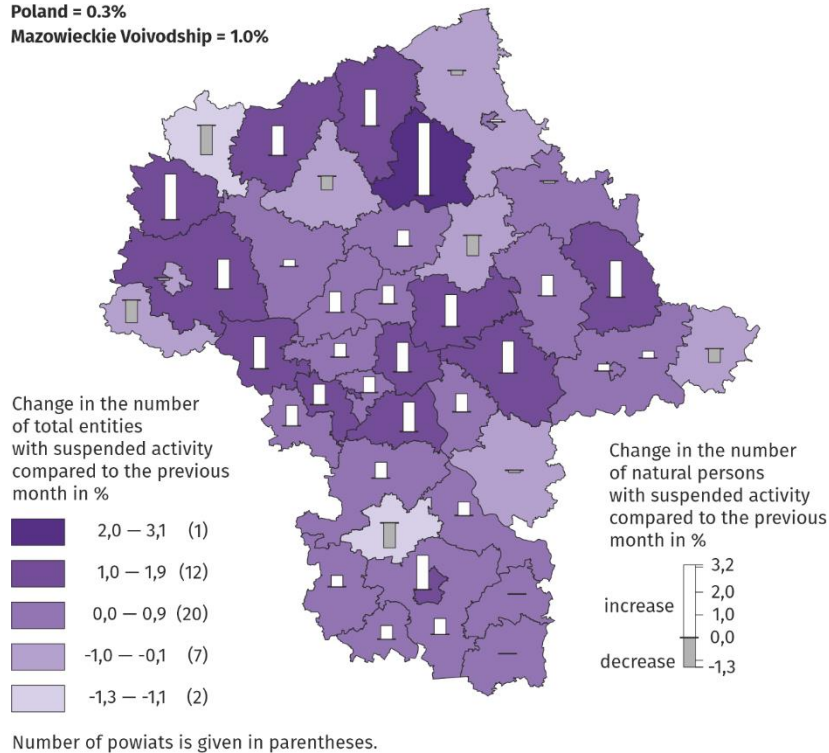 Poland = 0.3%
Mazowieckie Voivodship = 1.0%
Change in the number
of total entities
with suspended activity
compared to the previous
month in %
2,0 — 3,1 (1)
1,0 — 1,9 (12)
0,0 — 0,9 (20)
-1,0 — -0,1 (7)
-1,3 — -1,1 (2)
Change in the number
of natural persons
with suspended activity
compared to the previous
month in %
3,2
2,0
1,0
0,0
-1,3
increase
decrease
Number of powiats is given in parentheses.